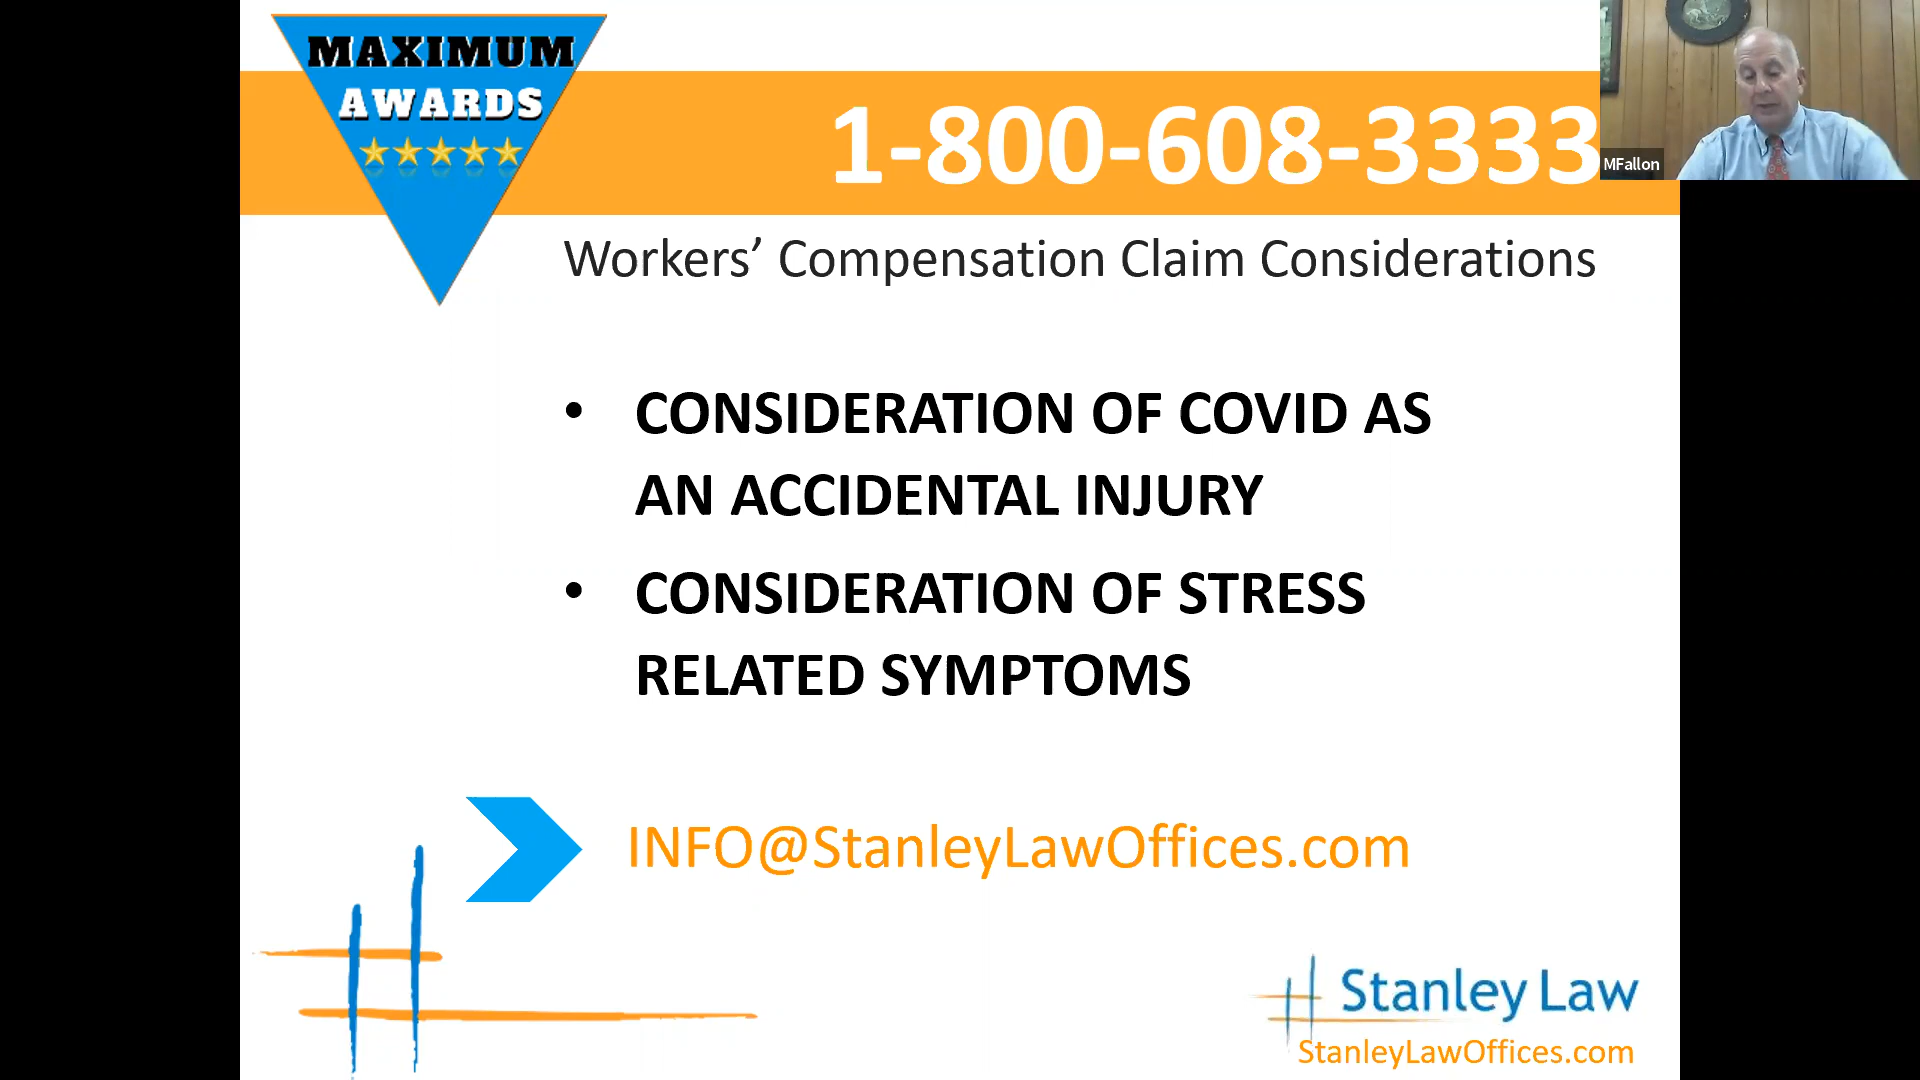 MAXIMUM
AWARDS
1-800-608-3333
MFallon
Workers’ Compensation Claim Considerations
• CONSIDERATION OF COVID AS
AN ACCIDENTAL INJURY
• CONSIDERATION OF STRESS
RELATED SYMPTOMS
INFO@StanleyLawOffices.com
Stanley Law
StanleyLawOffices.com